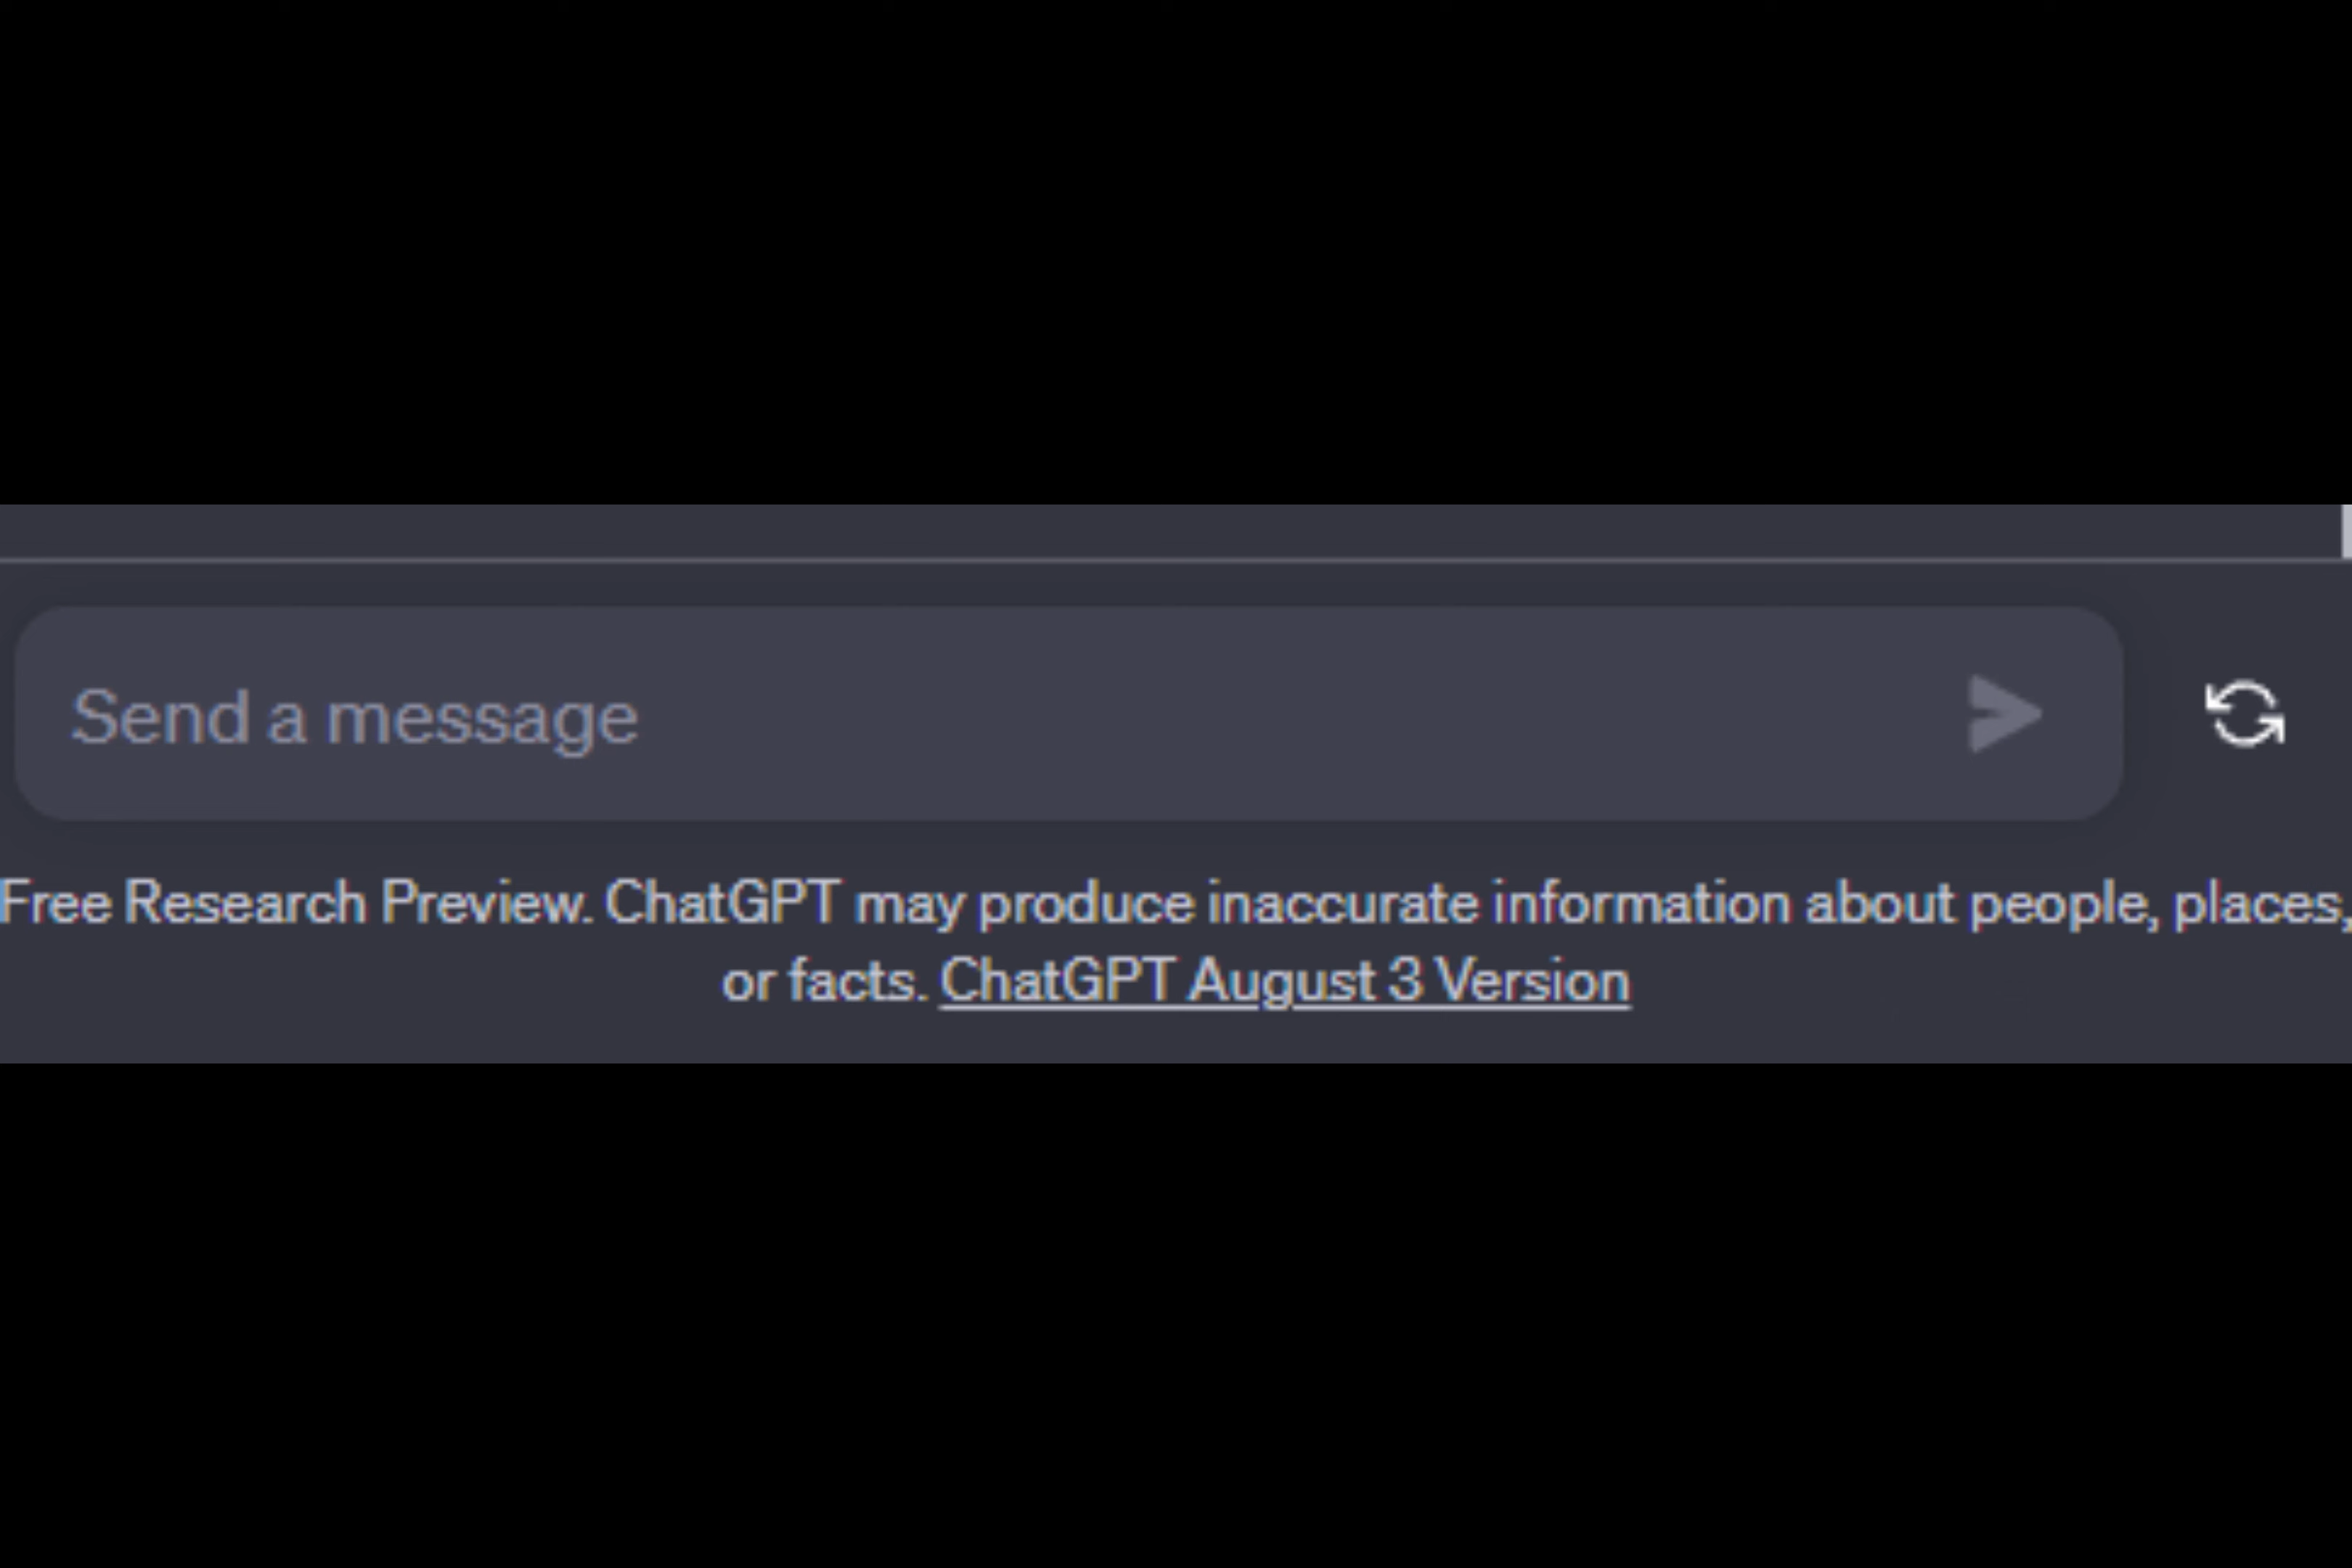 Send a message
Free Research Preview. ChatGPT may produce inaccurate information about people, places,
or facts. ChatGPT August 3 Version